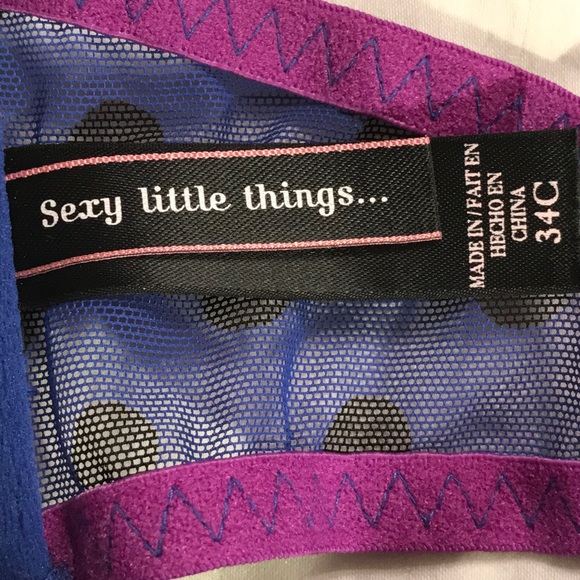 Sexy little things...
MADE IN / FAIT EN
HECHO EN
CHINA
34C